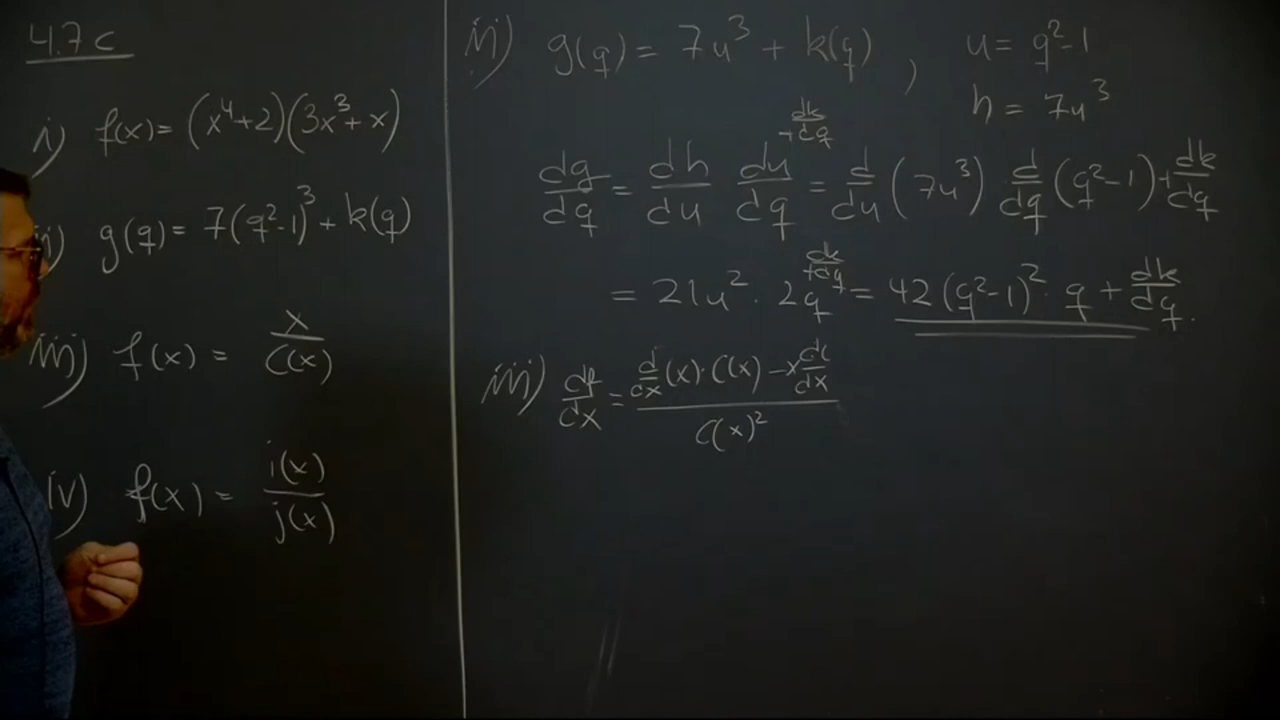 4.7 c
i) f(x) = (x⁴+2)(3x³+x)
ii) g(q) = 7(q²-1)³ + k(q)
iii) f(x) = x / C(x)
iv) f(x) = i(x) / j(x)
ii) g(q) = 7u³ + k(q) , u = q²-1
h = 7u³
dg/dq = dh/du du/dq + dk/dq = d/du (7u³) d/dq (q²-1) + dk/dq
= 21u² · 2q + dk/dq = 42(q²-1)² · q + dk/dq.
iii) df/dx = (d/dx (x) · C(x) - x dC/dx) / C(x)²